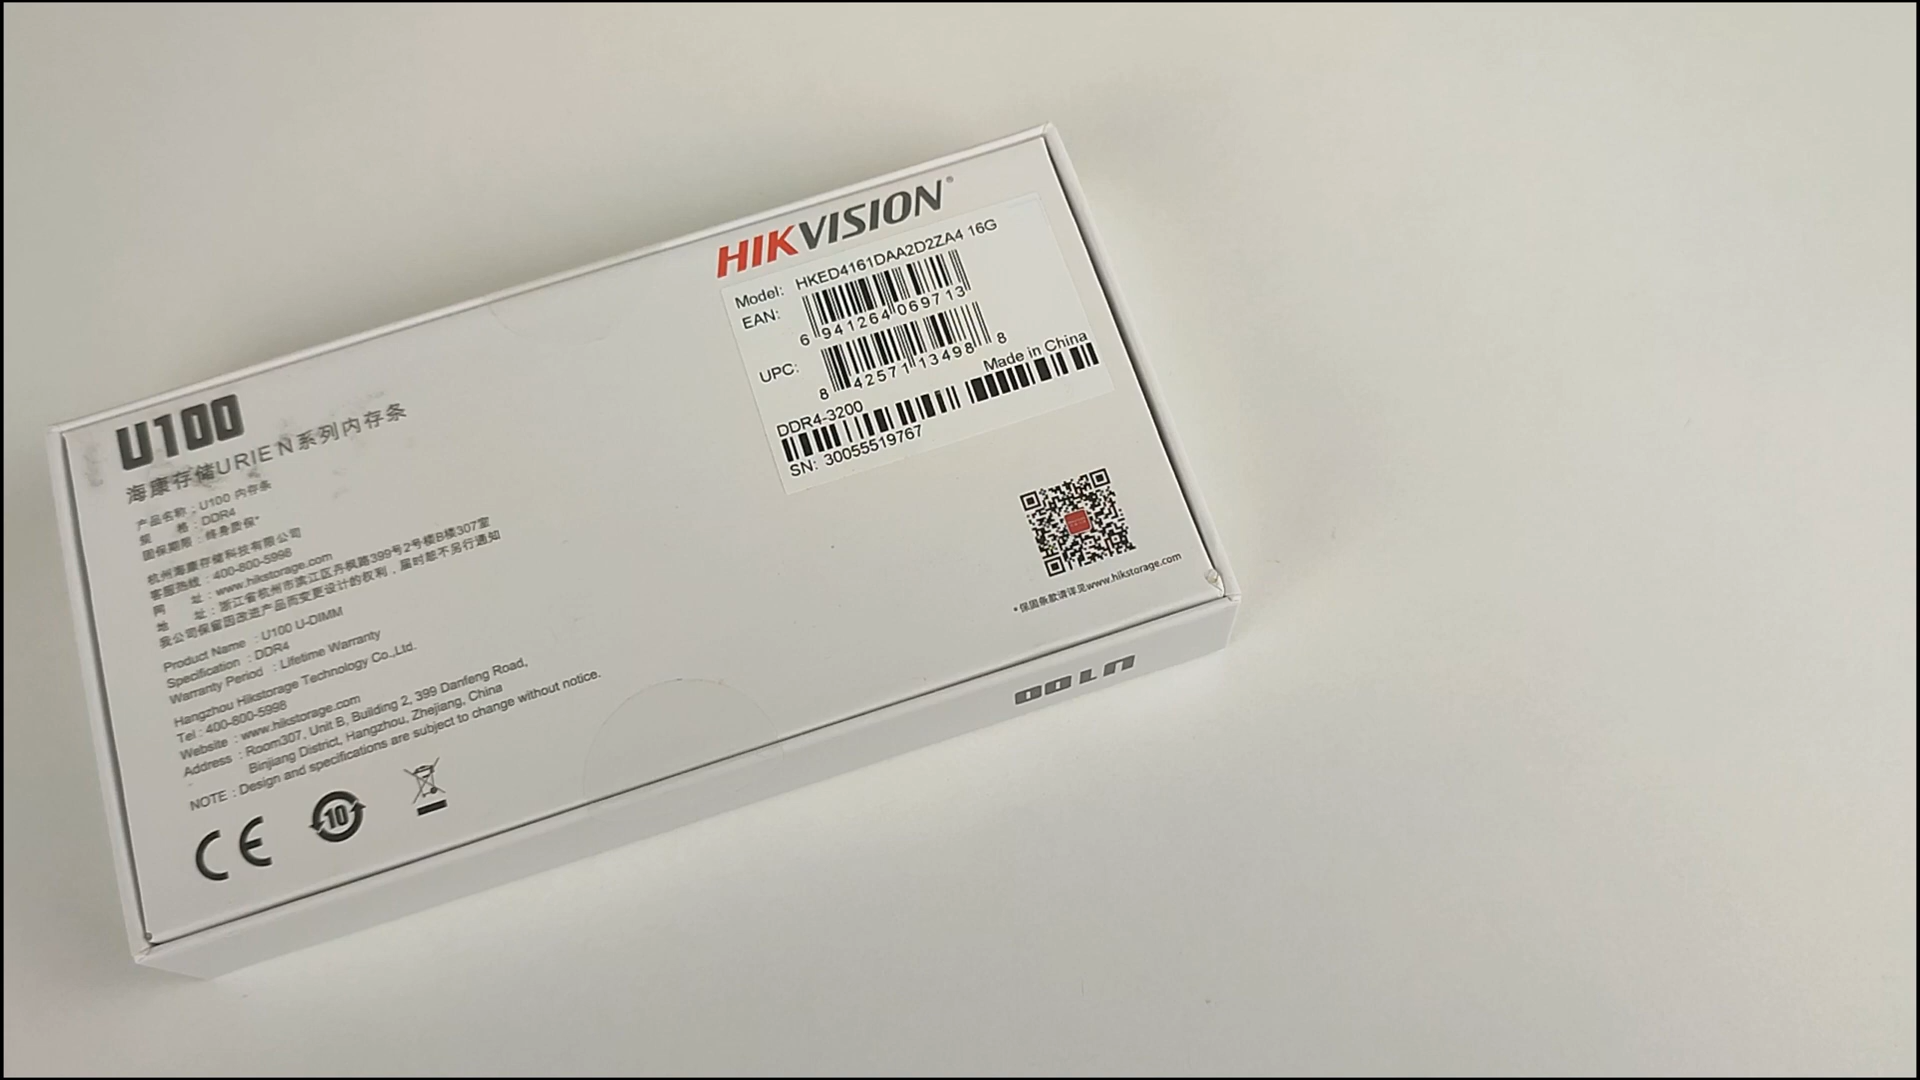 HIKVISION®
Model: HKED4161DAA2D2ZA4 16G
EAN:
6 941264 069713
UPC:
8 42571 13498 8
Made in China
DDR4-3200
SN: 30055519767
*保固条款请详见www.hikstorage.com
U100
海康存储URIEN系列内存条
产品名称：U100 内存条
规 格：DDR4
固保期限：终身质保*
杭州海康存储科技有限公司
客服热线：400-800-5998
网 址：www.hikstorage.com
地 址：浙江省杭州市滨江区丹枫路399号2号楼B楼307室
我公司保留因改进产品而变更设计的权利，届时恕不另行通知
Product Name : U100 U-DIMM
Specification : DDR4
Warranty Period : Lifetime Warranty
Hangzhou Hikstorage Technology Co.,Ltd.
Tel : 400-800-5998
Website : www.hikstorage.com
Address : Room307, Unit B, Building 2, 399 Danfeng Road,
Binjiang District, Hangzhou, Zhejiang, China
NOTE : Design and specifications are subject to change without notice.
CE
10
U100